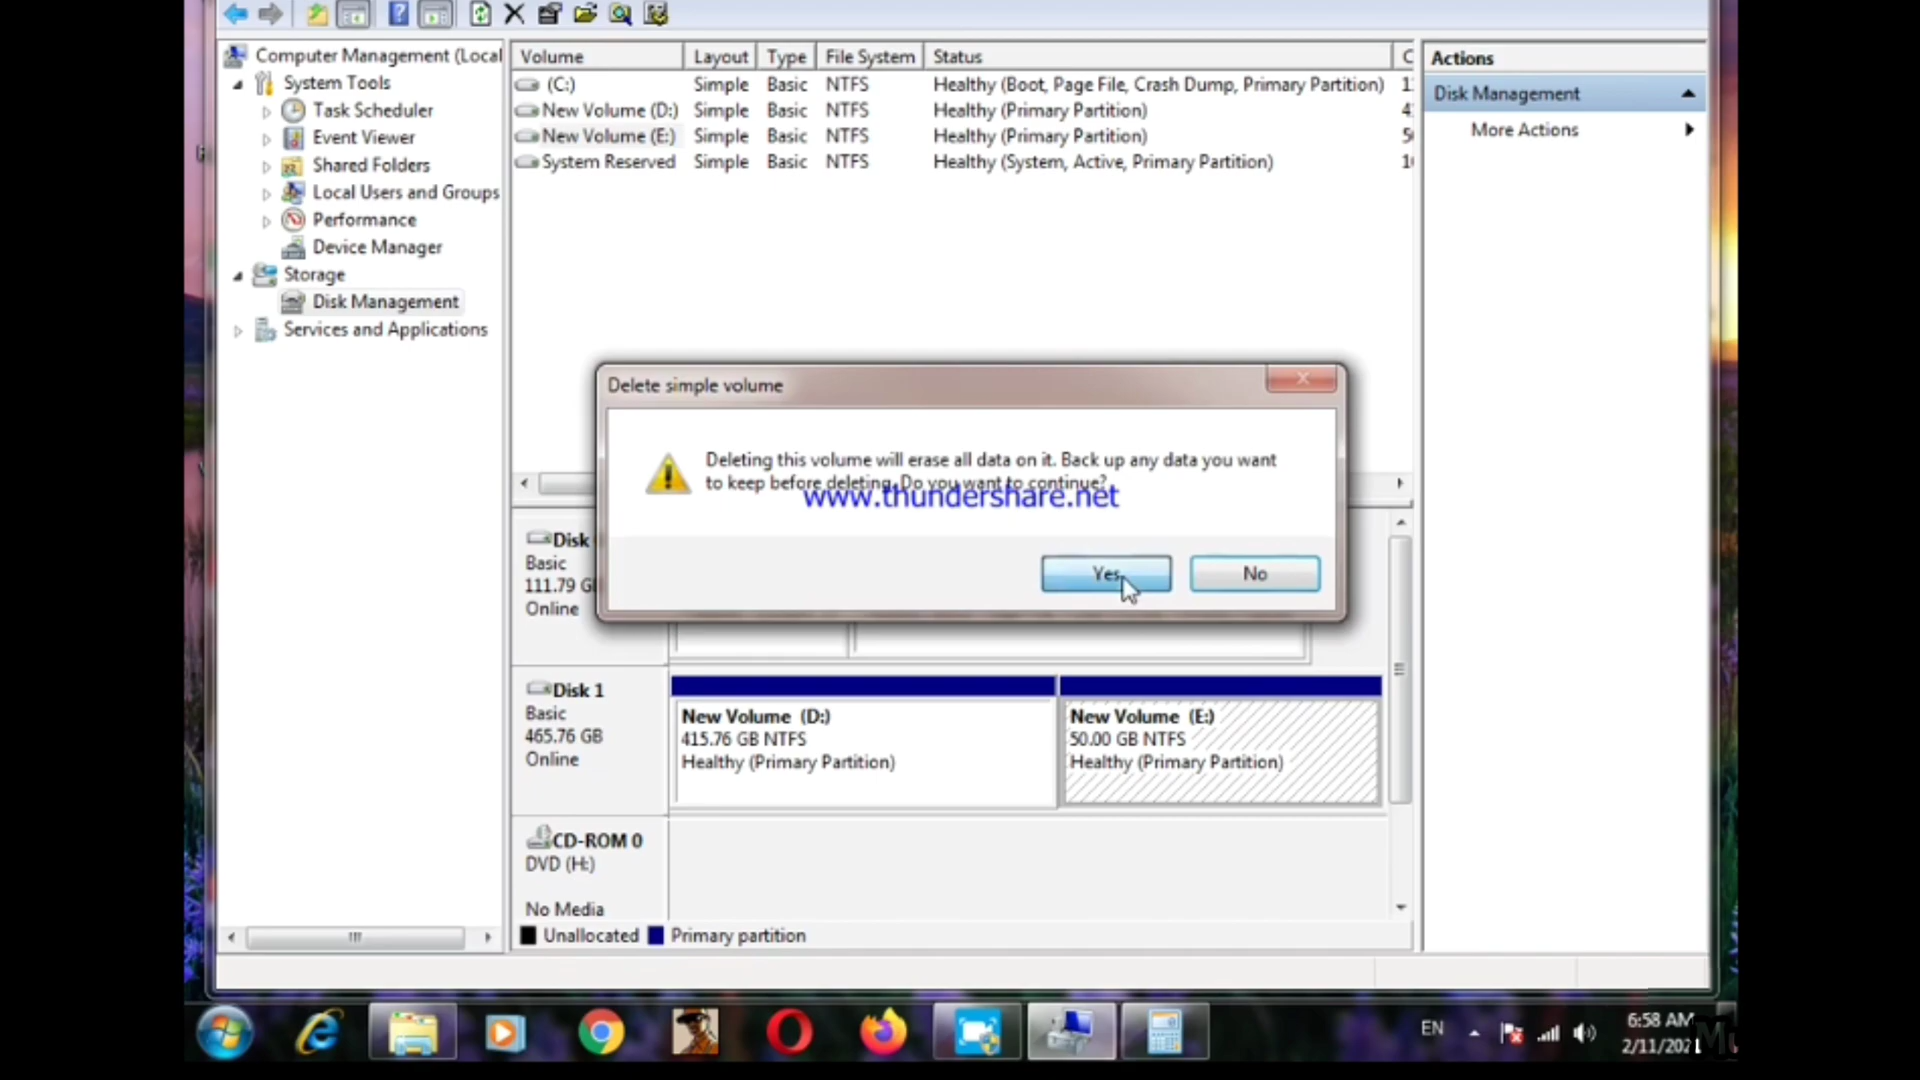 Computer Management (Local
System Tools
Task Scheduler
Event Viewer
Shared Folders
Local Users and Groups
Performance
Device Manager
Storage
Disk Management
Services and Applications
Volume Layout Type File System Status C
(C:) Simple Basic NTFS Healthy (Boot, Page File, Crash Dump, Primary Partition)
New Volume (D:) Simple Basic NTFS Healthy (Primary Partition)
New Volume (E:) Simple Basic NTFS Healthy (Primary Partition)
System Reserved Simple Basic NTFS Healthy (System, Active, Primary Partition)
Actions
Disk Management
More Actions
Delete simple volume
Deleting this volume will erase all data on it. Back up any data you want
to keep before deleting. Do you want to continue?
www.thundershare.net
Yes
No
Disk
Basic
111.79 G
Online
Disk 1
Basic
465.76 GB
Online
New Volume (D:)
415.76 GB NTFS
Healthy (Primary Partition)
New Volume (E:)
50.00 GB NTFS
Healthy (Primary Partition)
CD-ROM 0
DVD (H:)
No Media
Unallocated
Primary partition
EN
6:58 AM
2/11/202